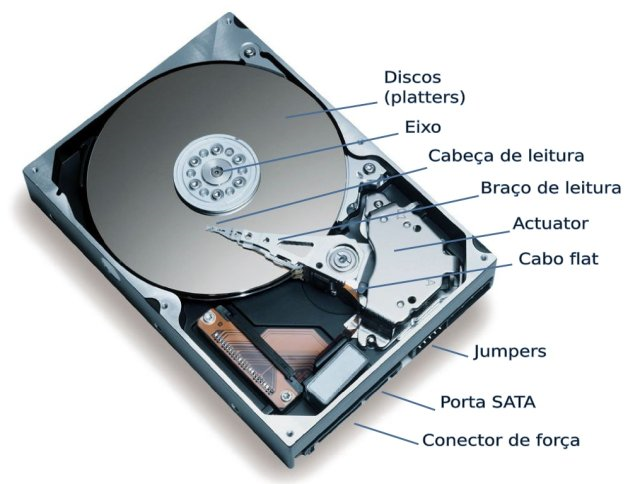 Discos
(platters)
Eixo
Cabeça de leitura
Braço de leitura
Actuator
Cabo flat
Jumpers
Porta SATA
Conector de força